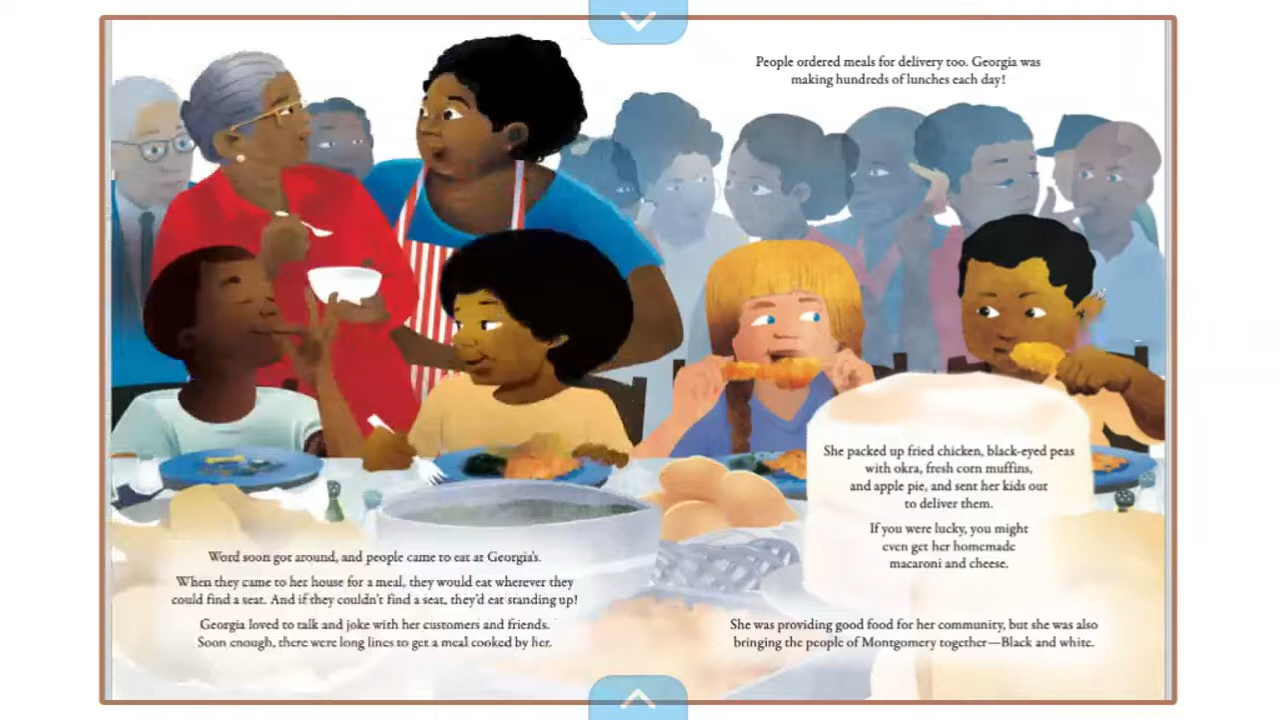 People ordered meals for delivery too. Georgia was
making hundreds of lunches each day!
She packed up fried chicken, black-eyed peas
with okra, fresh corn muffins,
and apple pie, and sent her kids out
to deliver them.
If you were lucky, you might
even get her homemade
macaroni and cheese.
Word soon got around, and people came to eat at Georgia's.
When they came to her house for a meal, they would eat wherever they
could find a seat. And if they couldn't find a seat, they'd eat standing up!
Georgia loved to talk and joke with her customers and friends.
Soon enough, there were long lines to get a meal cooked by her.
She was providing good food for her community, but she was also
bringing the people of Montgomery together—Black and white.